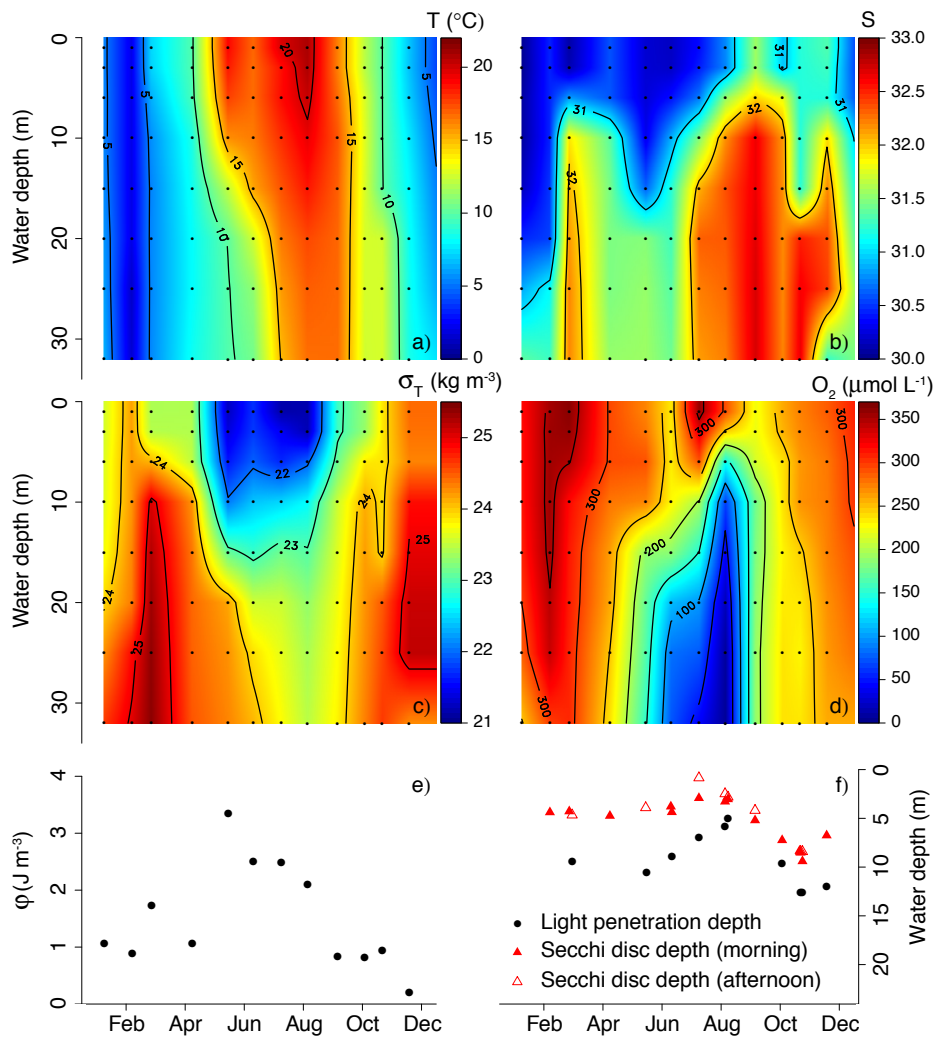 T (°C)
0
10
20
30
Water depth (m)
5
5
10
15
20
15
10
5
a)
20
15
10
5
0
S
31
31
32
32
31
b)
33.0
32.5
32.0
31.5
31.0
30.5
30.0
σT (kg m-3)
0
10
20
30
Water depth (m)
24
24
25
22
23
24
25
c)
25
24
23
22
21
O2 (µmol L-1)
300
300
300
200
100
300
d)
350
300
250
200
150
100
50
0
e)
4
3
2
1
0
φ (J m-3)
Feb
Apr
Jun
Aug
Oct
Dec
f)
0
5
10
15
20
Water depth (m)
Light penetration depth
Secchi disc depth (morning)
Secchi disc depth (afternoon)
Feb
Apr
Jun
Aug
Oct
Dec